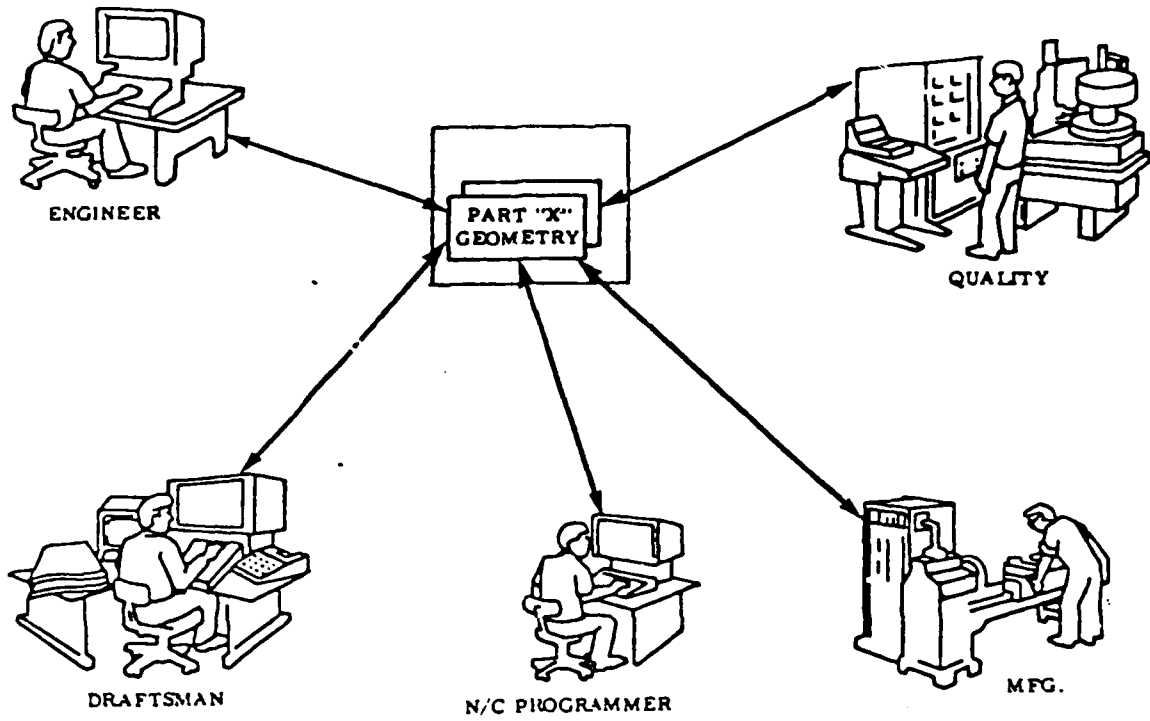 ENGINEER
PART "X"
GEOMETRY
QUALITY
DRAFTSMAN
N/C PROGRAMMER
MFG.